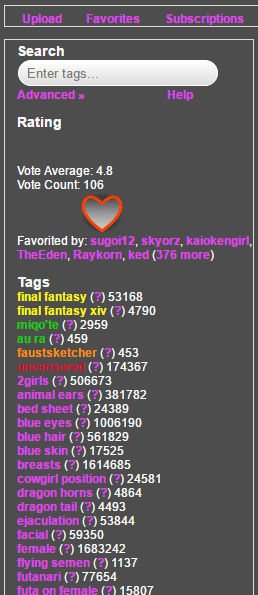 Upload Favorites Subscriptions
Search
Enter tags...
Advanced » Help
Rating
Vote Average: 4.8
Vote Count: 106
Favorited by: sugoi12, skyorz, kaiokengirl,
TheEden, Raykorn, ked (376 more)
Tags
final fantasy (?) 53168
final fantasy xiv (?) 4790
miqo'te (?) 2959
au ra (?) 459
faustsketcher (?) 453
uncensored (?) 174367
2girls (?) 506673
animal ears (?) 381782
bed sheet (?) 24389
blue eyes (?) 1006190
blue hair (?) 561829
blue skin (?) 17525
breasts (?) 1614685
cowgirl position (?) 24581
dragon horns (?) 4864
dragon tail (?) 4493
ejaculation (?) 53844
facial (?) 59350
female (?) 1683242
flying semen (?) 1137
futanari (?) 77654
futa on female (?) 15807